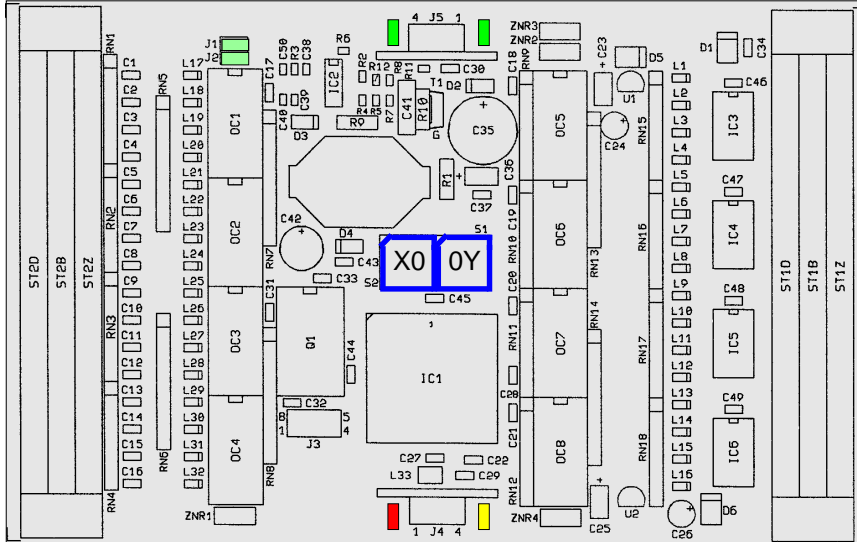 4 J5 1
ZNR3
ZNR2
RN1
J1
J2
C50
R3
C38
R6
R2
R12
R8
R11
C30
C18
RN9
C23
D5
D1
C34
C1
L17
C17
IC2
T1
D2
U1
L1
C46
C2
RN5
L18
C40
C39
R4
R5
R7
C41
R10
L2
C3
L19
OC1
D3
R9
G
C35
OC5
C24
RN15
L3
IC3
C4
L20
L4
C5
L21
R1
C36
L5
C47
C6
RN2
L22
C42
C37
C19
L6
C7
L23
OC2
D4
S1
RN10
OC6
RN16
L7
IC4
C8
L24
RN7
C43
X0
0Y
RN13
L8
C9
L25
C33
S2
C20
L9
C48
C10
RN3
L26
C31
C45
RN14
L10
C11
L27
OC3
Q1
1
RN11
OC7
RN17
L11
IC5
C12
L28
C44
IC1
L12
C13
L29
C32
C28
L13
C49
C14
L30
8 5
1 4
J3
C21
L14
C15
RN6
L31
OC4
C27
C22
OC8
RN18
L15
IC6
C16
L32
RN8
L33
C29
L16
RN4
RN12
ZNR1
1 J4 4
ZNR4
C25
U2
C26
D6
ST2D
ST2B
ST2Z
ST1D
ST1B
ST1Z